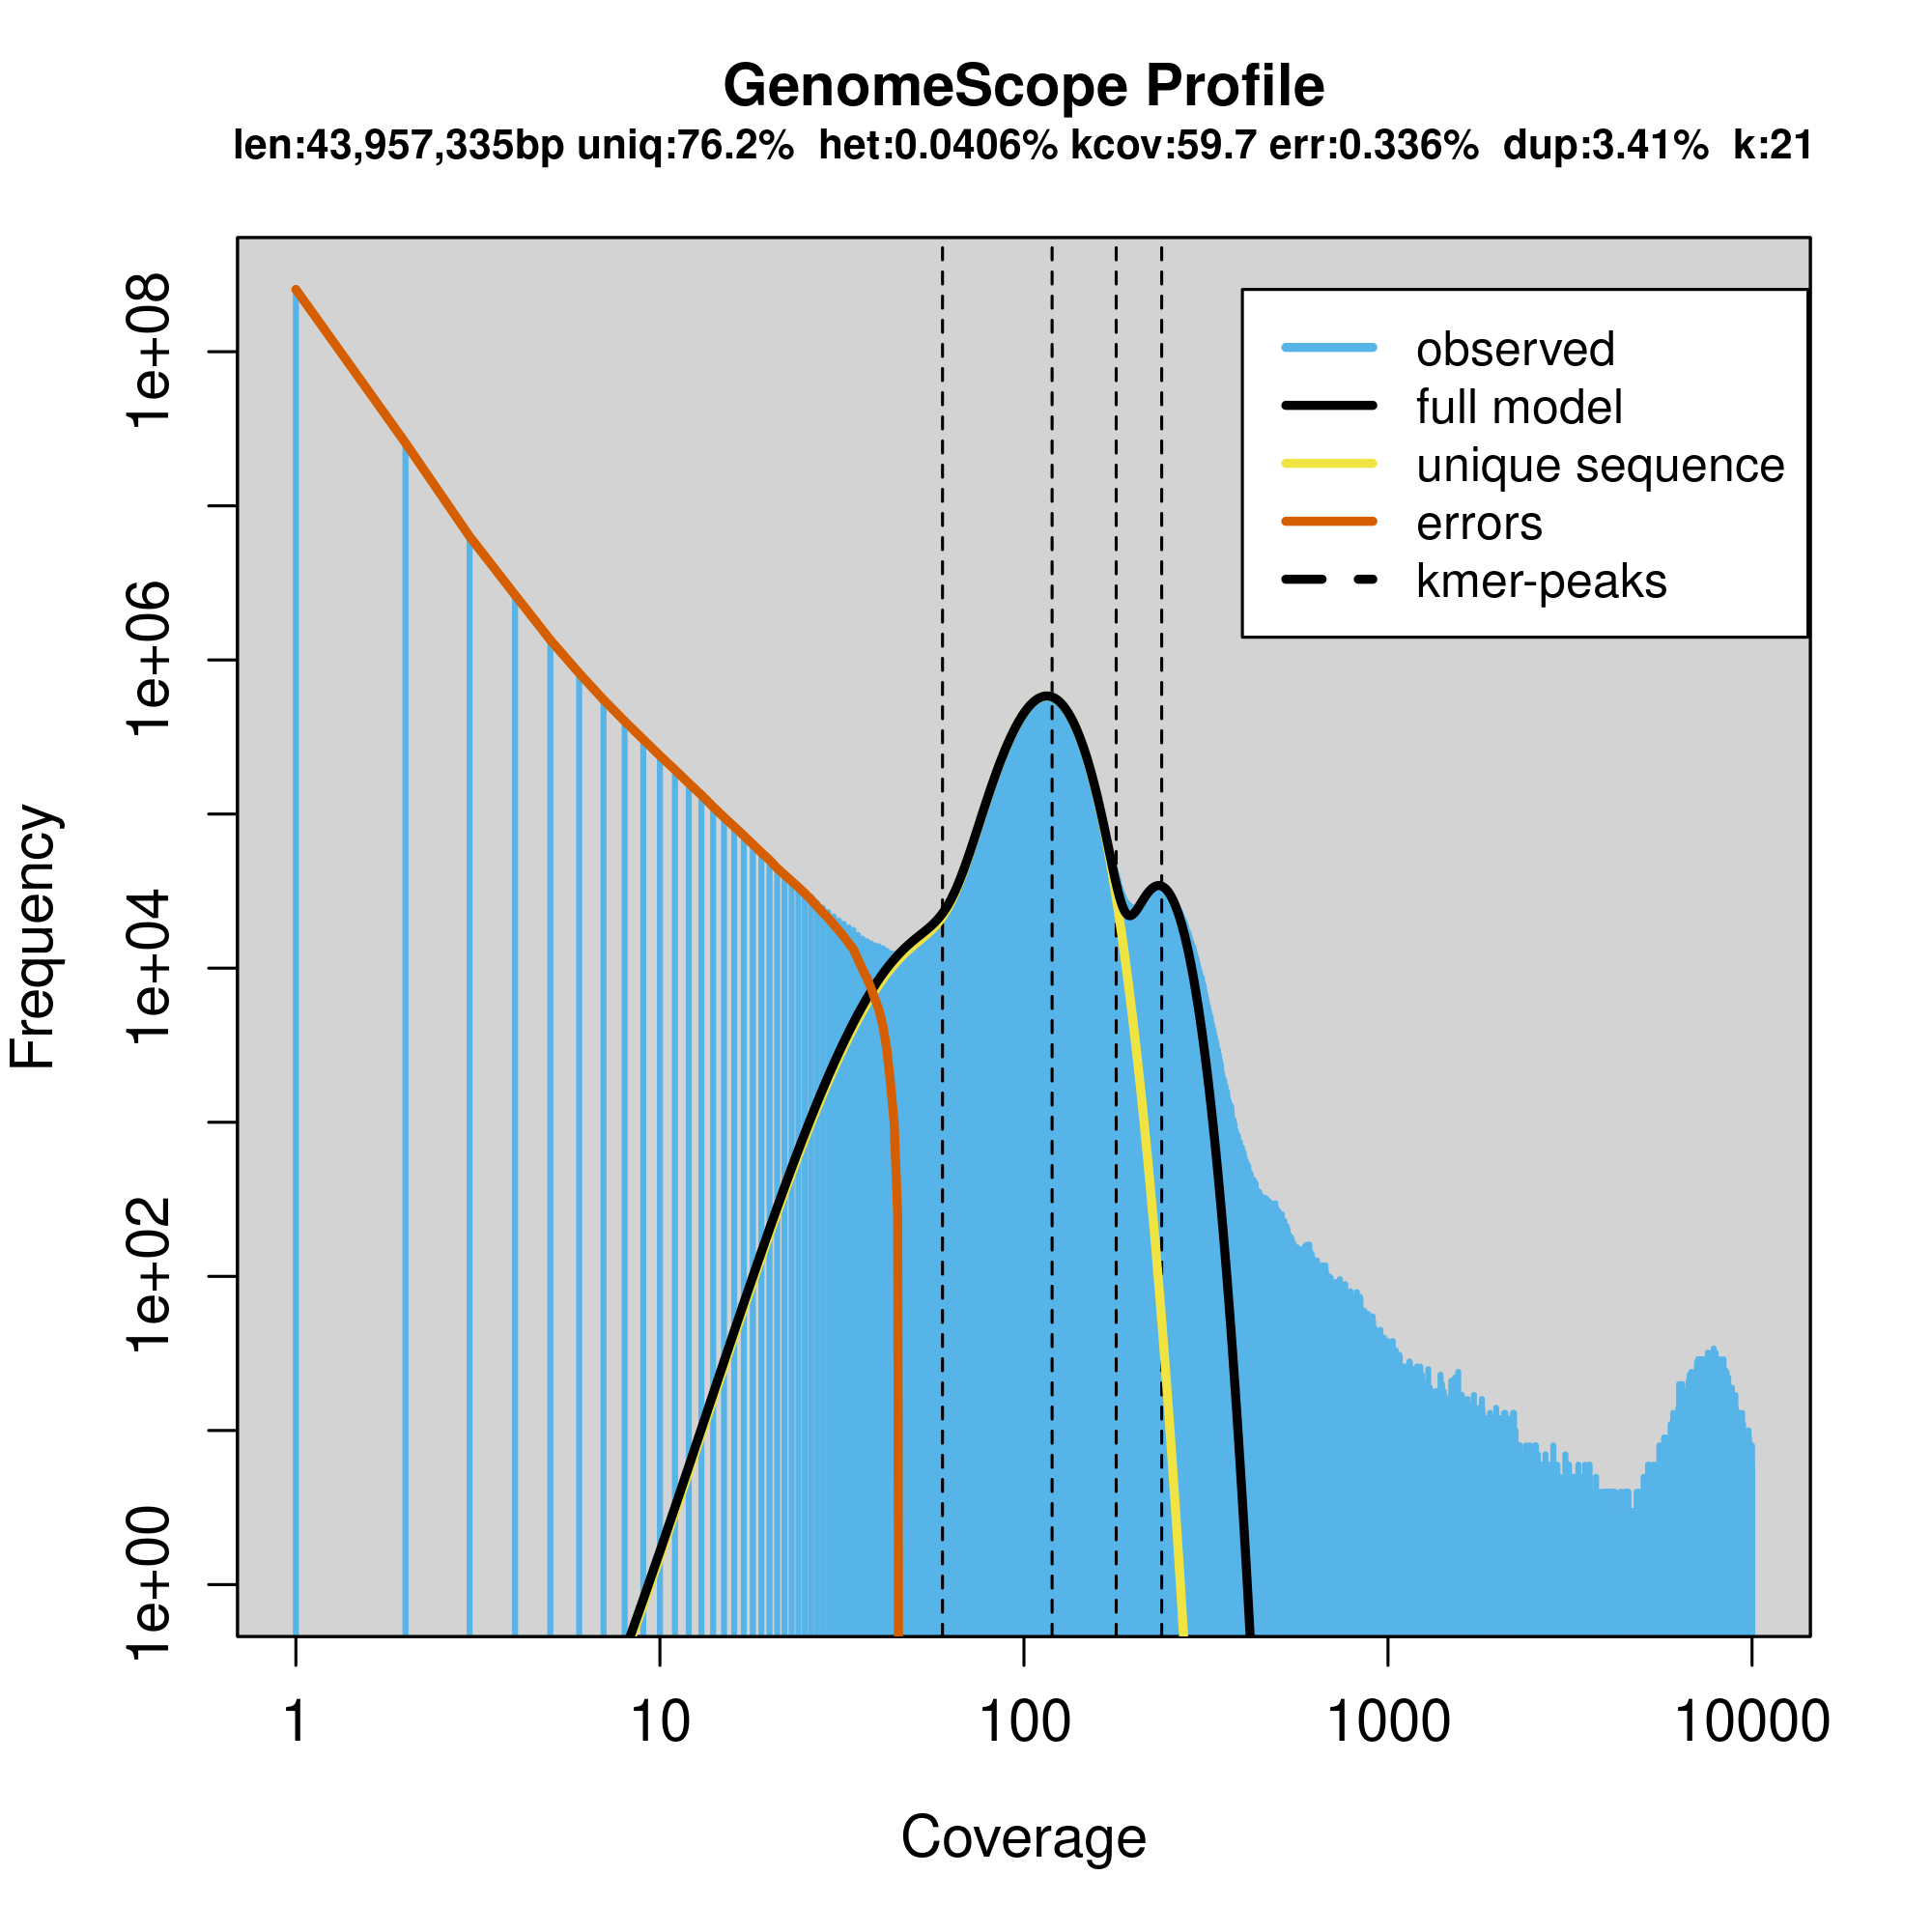 GenomeScope Profile
len:43,957,335bp uniq:76.2% het:0.0406% kcov:59.7 err:0.336% dup:3.41% k:21
observed
full model
unique sequence
errors
kmer-peaks
Frequency
1e+08
1e+06
1e+04
1e+02
1e+00
1 10 100 1000 10000
Coverage